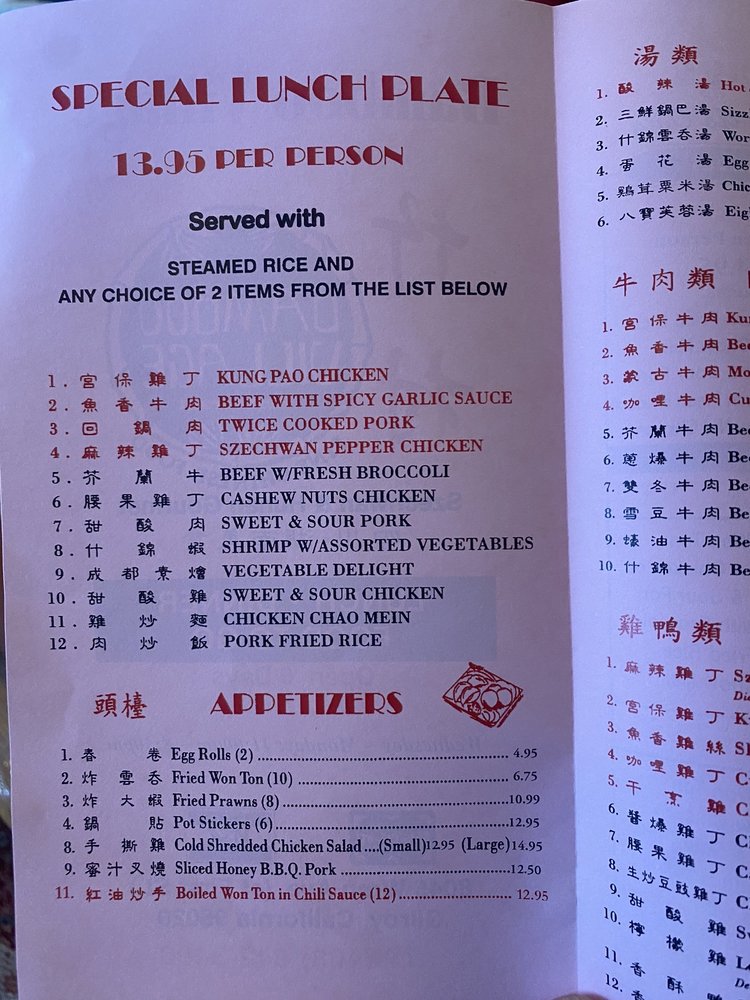 SPECIAL LUNCH PLATE
13.95 PER PERSON
Served with
STEAMED RICE AND
ANY CHOICE OF 2 ITEMS FROM THE LIST BELOW
1. 宮保雞丁 KUNG PAO CHICKEN
2. 魚香牛肉 BEEF WITH SPICY GARLIC SAUCE
3. 回鍋肉 TWICE COOKED PORK
4. 麻辣雞丁 SZECHWAN PEPPER CHICKEN
5. 芥蘭牛 BEEF W/FRESH BROCCOLI
6. 腰果雞丁 CASHEW NUTS CHICKEN
7. 甜酸肉 SWEET & SOUR PORK
8. 什錦蝦 SHRIMP W/ASSORTED VEGETABLES
9. 成都素燴 VEGETABLE DELIGHT
10. 甜酸雞 SWEET & SOUR CHICKEN
11. 雞炒麵 CHICKEN CHAO MEIN
12. 肉炒飯 PORK FRIED RICE
頭檯 APPETIZERS
1. 春卷 Egg Rolls (2) 4.95
2. 炸雲吞 Fried Won Ton (10) 6.75
3. 炸大蝦 Fried Prawns (8) 10.99
4. 鍋貼 Pot Stickers (6) 12.95
8. 手撕雞 Cold Shredded Chicken Salad ....(Small)12.95 (Large)14.95
9. 蜜汁叉燒 Sliced Honey B.B.Q. Pork 12.50
11. 紅油炒手 Boiled Won Ton in Chili Sauce (12) 12.95
湯類
1. 酸辣湯 Hot
2. 三鮮鍋巴湯 Sizz
3. 什錦雲吞湯 Wor
4. 蛋花湯 Egg
5. 鷄茸粟米湯 Chic
6. 八寶芙蓉湯 Eig
牛肉類
1. 宮保牛肉 Kun
2. 魚香牛肉 Bee
3. 蒙古牛肉 Mo
4. 咖哩牛肉 Cu
5. 芥蘭牛肉 Bee
6. 蔥爆牛肉 Bee
7. 雙冬牛肉 Be
8. 雪豆牛肉 Be
9. 蠔油牛肉 Be
10. 什錦牛肉 Be
雞鴨類
1. 麻辣雞丁 Sz
2. 宮保雞丁 K
3. 魚香雞絲 Sl
4. 咖哩雞丁 C
5. 干烹雞 C
6. 醬爆雞丁 C
7. 腰果雞丁 C
8. 生炒豆豉雞丁 C
9. 甜酸雞 Sv
10. 檸檬雞 L
11. 香酥鴨
12. 香